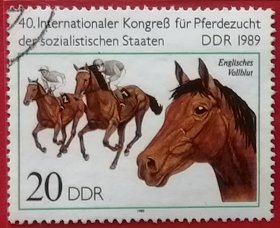 40. Internationaler Kongreß für Pferdezucht
der sozialistischen Staaten DDR 1989
Englisches
Vollblut
20 DDR
1989